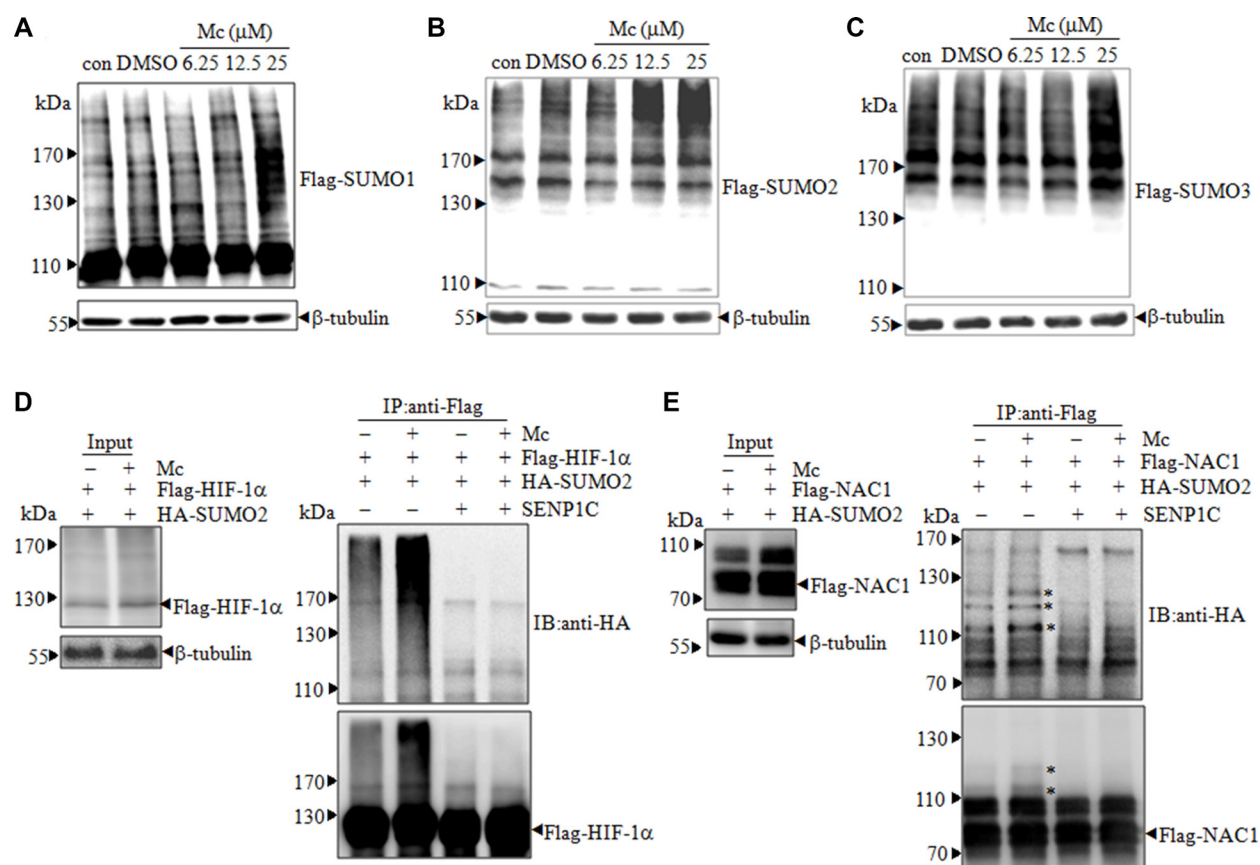 A
Mc (μM)
con DMSO 6.25 12.5 25
kDa
170
130
110
55
Flag-SUMO1
β-tubulin
B
Mc (μM)
con DMSO 6.25 12.5 25
kDa
170
130
110
55
Flag-SUMO2
β-tubulin
C
Mc (μM)
con DMSO 6.25 12.5 25
kDa
170
130
110
55
Flag-SUMO3
β-tubulin
D
Input
− + Mc
+ + Flag-HIF-1α
+ + HA-SUMO2
kDa
170
130
55
Flag-HIF-1α
β-tubulin
IP:anti-Flag
− + − + Mc
+ + + + Flag-HIF-1α
+ + + + HA-SUMO2
− − + + SENP1C
170
130
110
IB:anti-HA
170
130
Flag-HIF-1α
E
Input
− + Mc
+ + Flag-NAC1
+ + HA-SUMO2
kDa
110
70
55
Flag-NAC1
β-tubulin
IP:anti-Flag
− + − + Mc
+ + + + Flag-NAC1
+ + + + HA-SUMO2
− − + + SENP1C
kDa
170
130
110
70
*
*
*
IB:anti-HA
130
110
70
*
*
Flag-NAC1